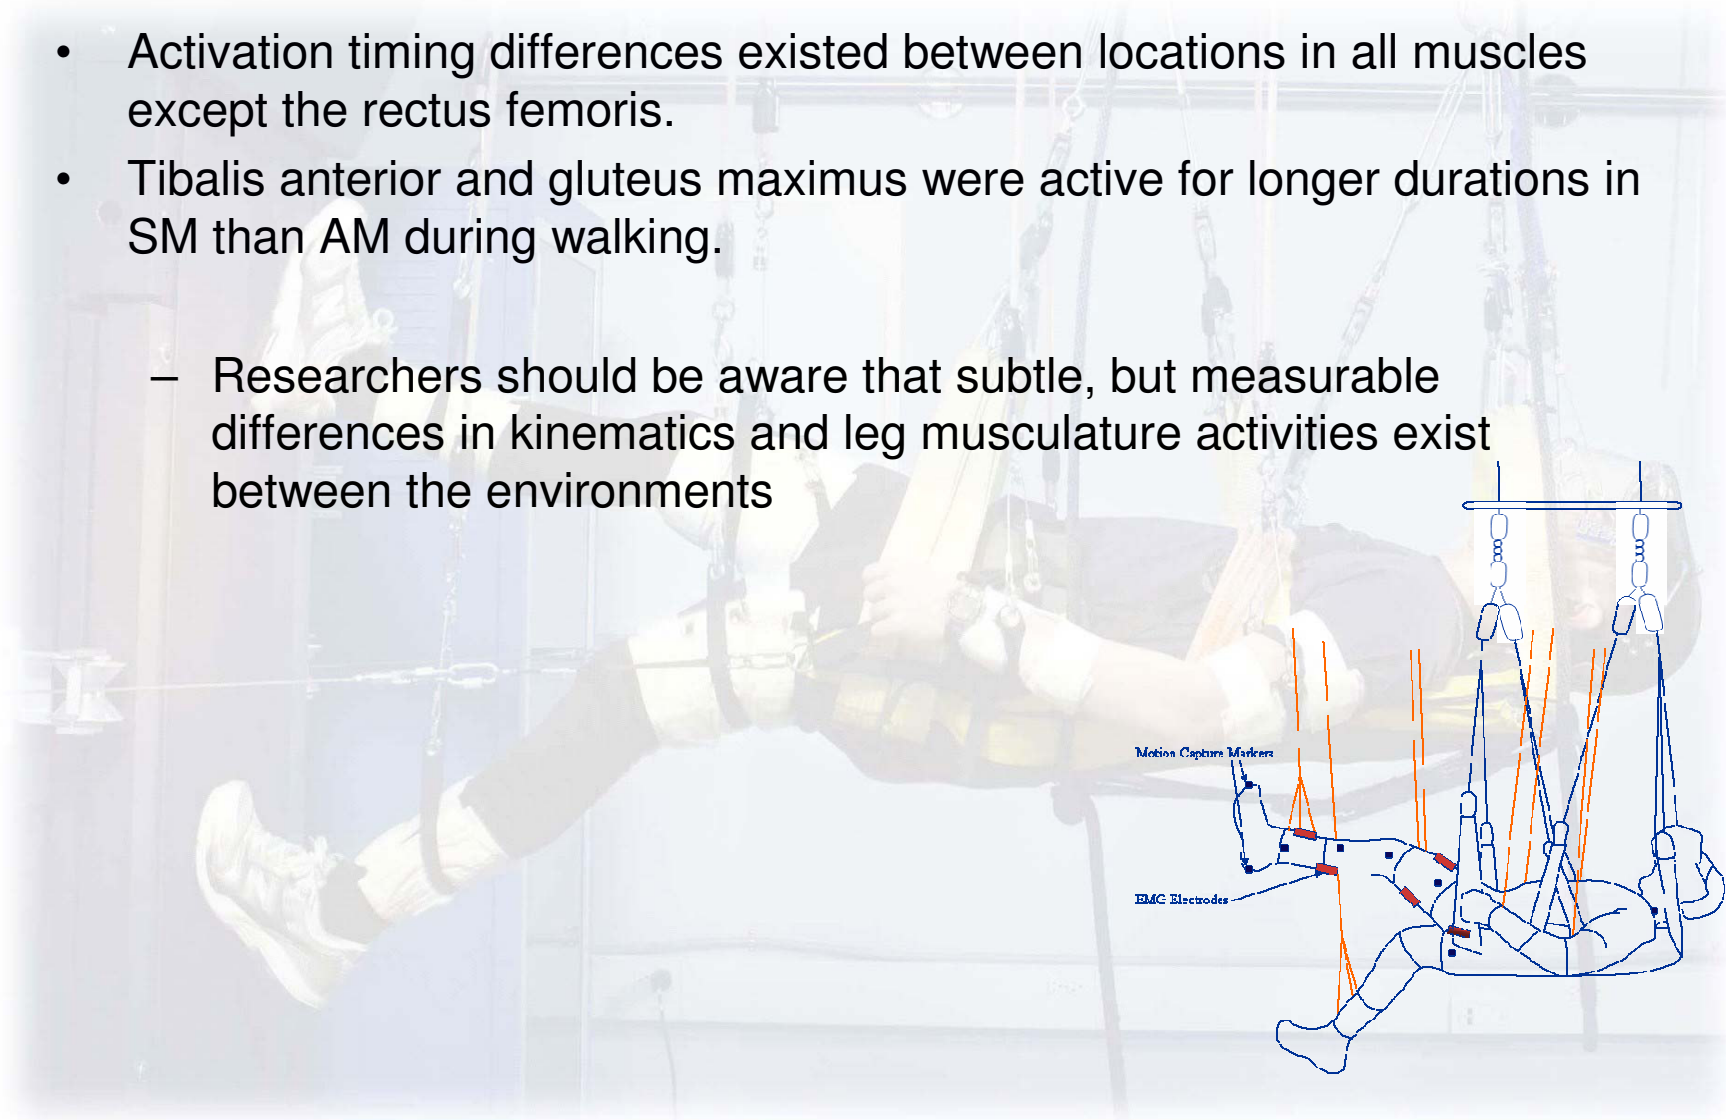 • Activation timing differences existed between locations in all muscles
except the rectus femoris.
• Tibalis anterior and gluteus maximus were active for longer durations in
SM than AM during walking.
– Researchers should be aware that subtle, but measurable
differences in kinematics and leg musculature activities exist
between the environments
Motion Capture Markers
EMG Electrodes